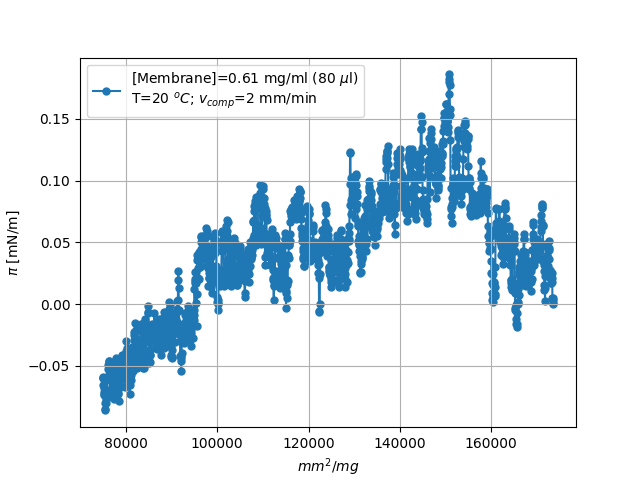 [Membrane]=0.61 mg/ml (80 μl)
T=20 °C; v_comp=2 mm/min
0.15
0.10
0.05
0.00
−0.05
π [mN/m]
80000 100000 120000 140000 160000
mm²/mg